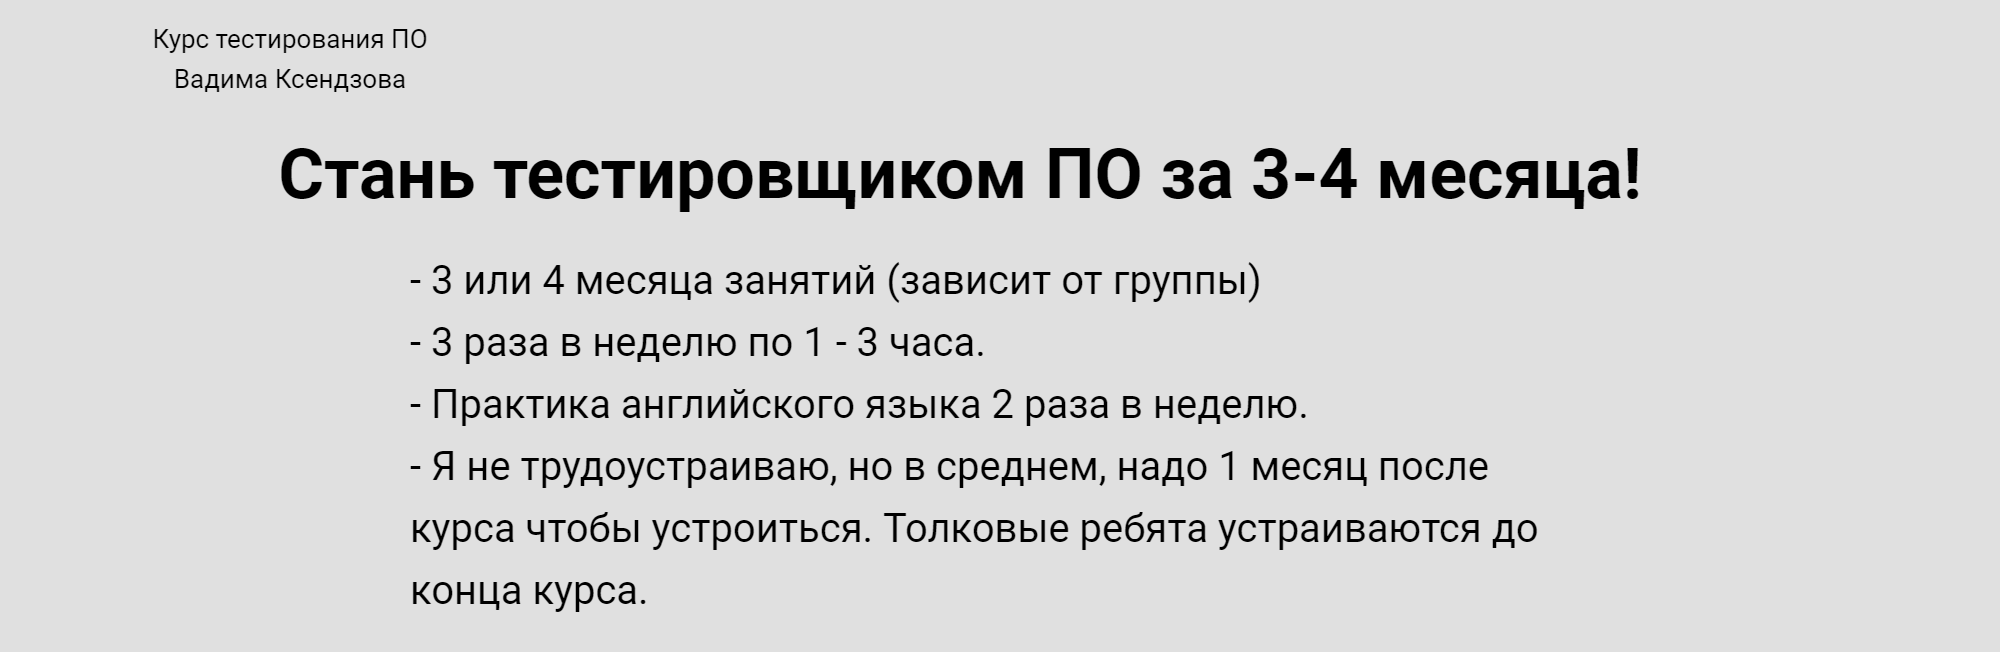 Курс тестирования ПО
Вадима Ксендзова
Стань тестировщиком ПО за 3-4 месяца!
- 3 или 4 месяца занятий (зависит от группы)
- 3 раза в неделю по 1 - 3 часа.
- Практика английского языка 2 раза в неделю.
- Я не трудоустраиваю, но в среднем, надо 1 месяц после
курса чтобы устроиться. Толковые ребята устраиваются до
конца курса.